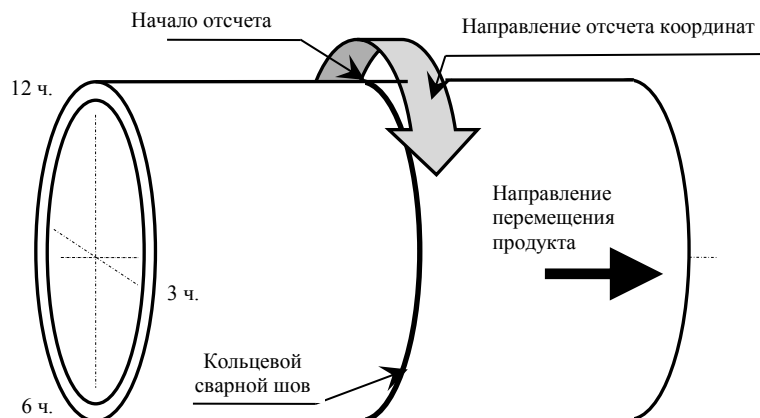 Начало отсчета
Направление отсчета координат
12 ч.
Направление
перемещения
продукта
3 ч.
Кольцевой
сварной шов
6 ч.